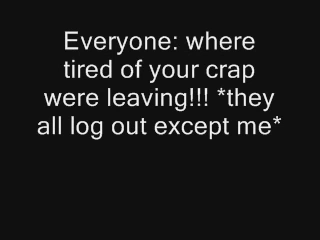 Everyone: where
tired of your crap
were leaving!!! *they
all log out except me*